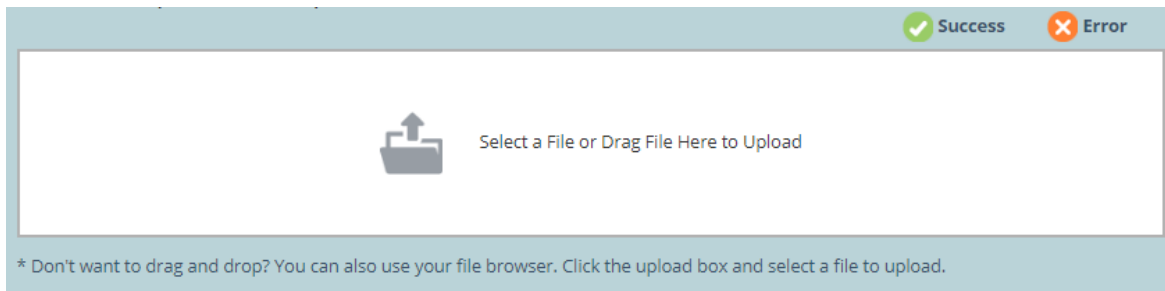 Success
Error
Select a File or Drag File Here to Upload
* Don't want to drag and drop? You can also use your file browser. Click the upload box and select a file to upload.